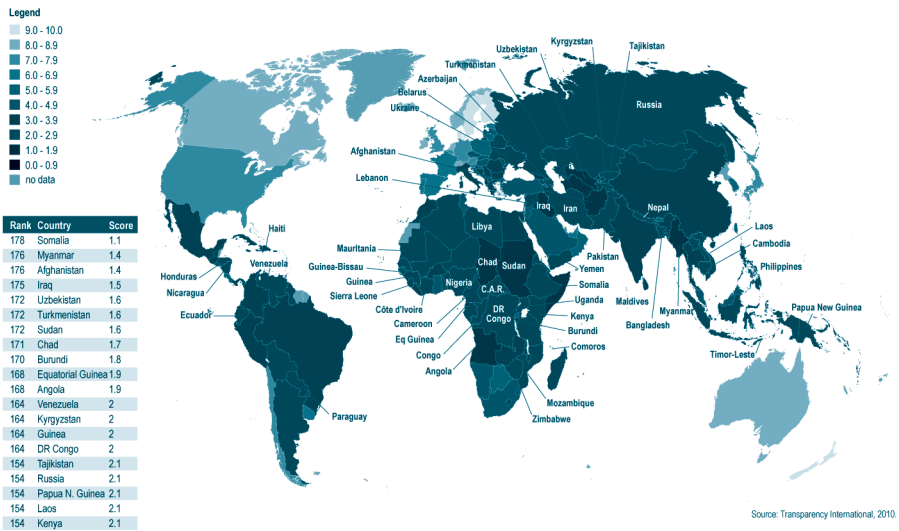 Legend
9.0 - 10.0
8.0 - 8.9
7.0 - 7.9
6.0 - 6.9
5.0 - 5.9
4.0 - 4.9
3.0 - 3.9
2.0 - 2.9
1.0 - 1.9
0.0 - 0.9
no data
Rank Country Score
178 Somalia 1.1
176 Myanmar 1.4
176 Afghanistan 1.4
175 Iraq 1.5
172 Uzbekistan 1.6
172 Turkmenistan 1.6
172 Sudan 1.6
171 Chad 1.7
170 Burundi 1.8
168 Equatorial Guinea 1.9
168 Angola 1.9
164 Venezuela 2
164 Kyrgyzstan 2
164 Guinea 2
164 DR Congo 2
154 Tajikistan 2.1
154 Russia 2.1
154 Papua N. Guinea 2.1
154 Laos 2.1
154 Kenya 2.1
Kyrgyzstan
Tajikistan
Uzbekistan
Turkmenistan
Azerbaijan
Belarus
Ukraine
Russia
Afghanistan
Lebanon
Iraq
Iran
Nepal
Haiti
Libya
Laos
Cambodia
Mauritania
Pakistan
Venezuela
Chad
Sudan
Yemen
Philippines
Guinea-Bissau
Honduras
Guinea
Nigeria
C.A.R.
Somalia
Nicaragua
Sierra Leone
Uganda
Maldives
Myanmar
Papua New Guinea
Ecuador
Côte d'Ivoire
DR
Congo
Kenya
Cameroon
Bangladesh
Burundi
Eq Guinea
Congo
Comoros
Timor-Leste
Angola
Mozambique
Paraguay
Zimbabwe
Source: Transparency International, 2010.